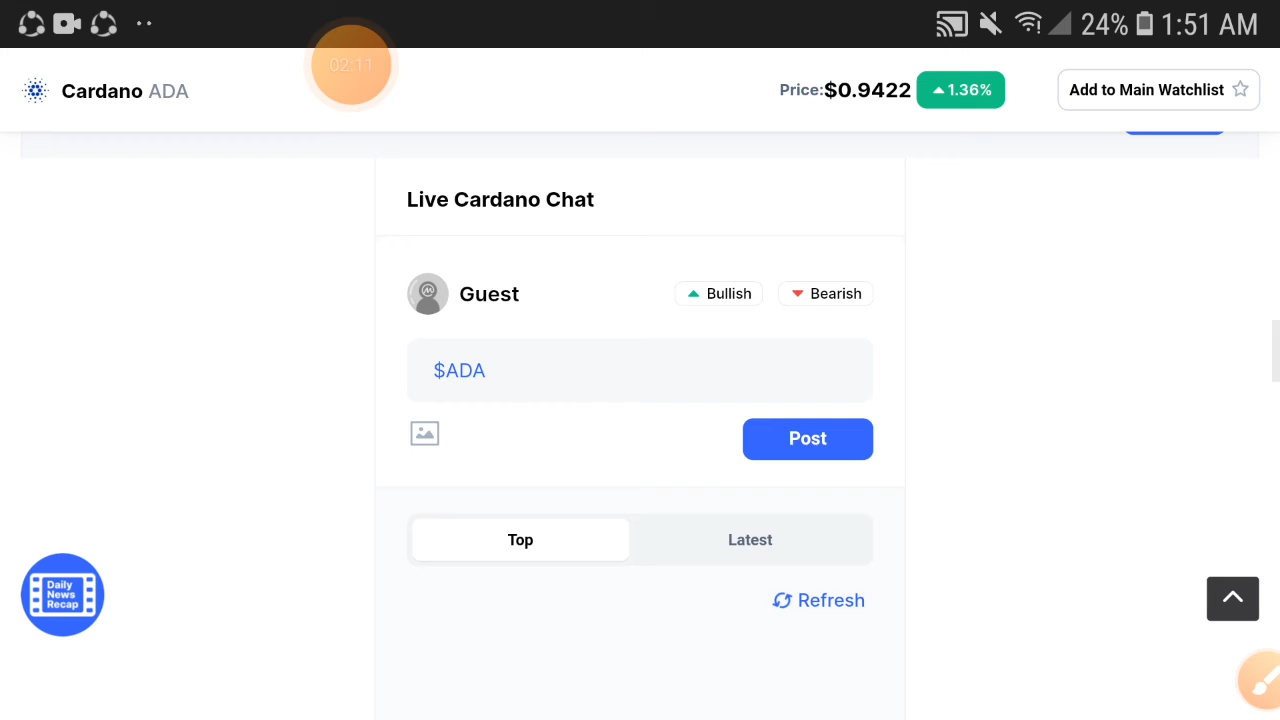 24% 1:51 AM
02:11
Cardano ADA
Price:$0.9422 1.36% Add to Main Watchlist
Live Cardano Chat
Guest Bullish Bearish
$ADA
Post
Top Latest
Daily
News
Recap
Refresh